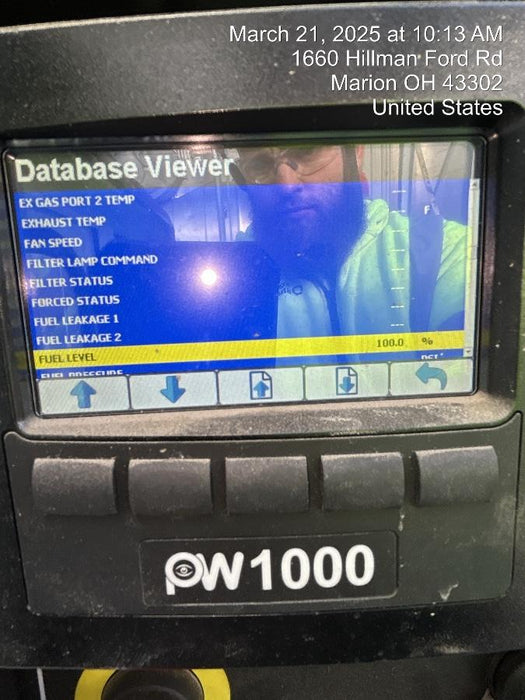 March 21, 2025 at 10:13 AM
1660 Hillman Ford Rd
Marion OH 43302
United States
Database Viewer
EX GAS PORT 2 TEMP
EXHAUST TEMP
FAN SPEED
FILTER LAMP COMMAND
FILTER STATUS
FORCED STATUS
FUEL LEAKAGE 1
FUEL LEAKAGE 2
FUEL LEVEL 100.0 %
FUEL PRESSURE
F
PW1000